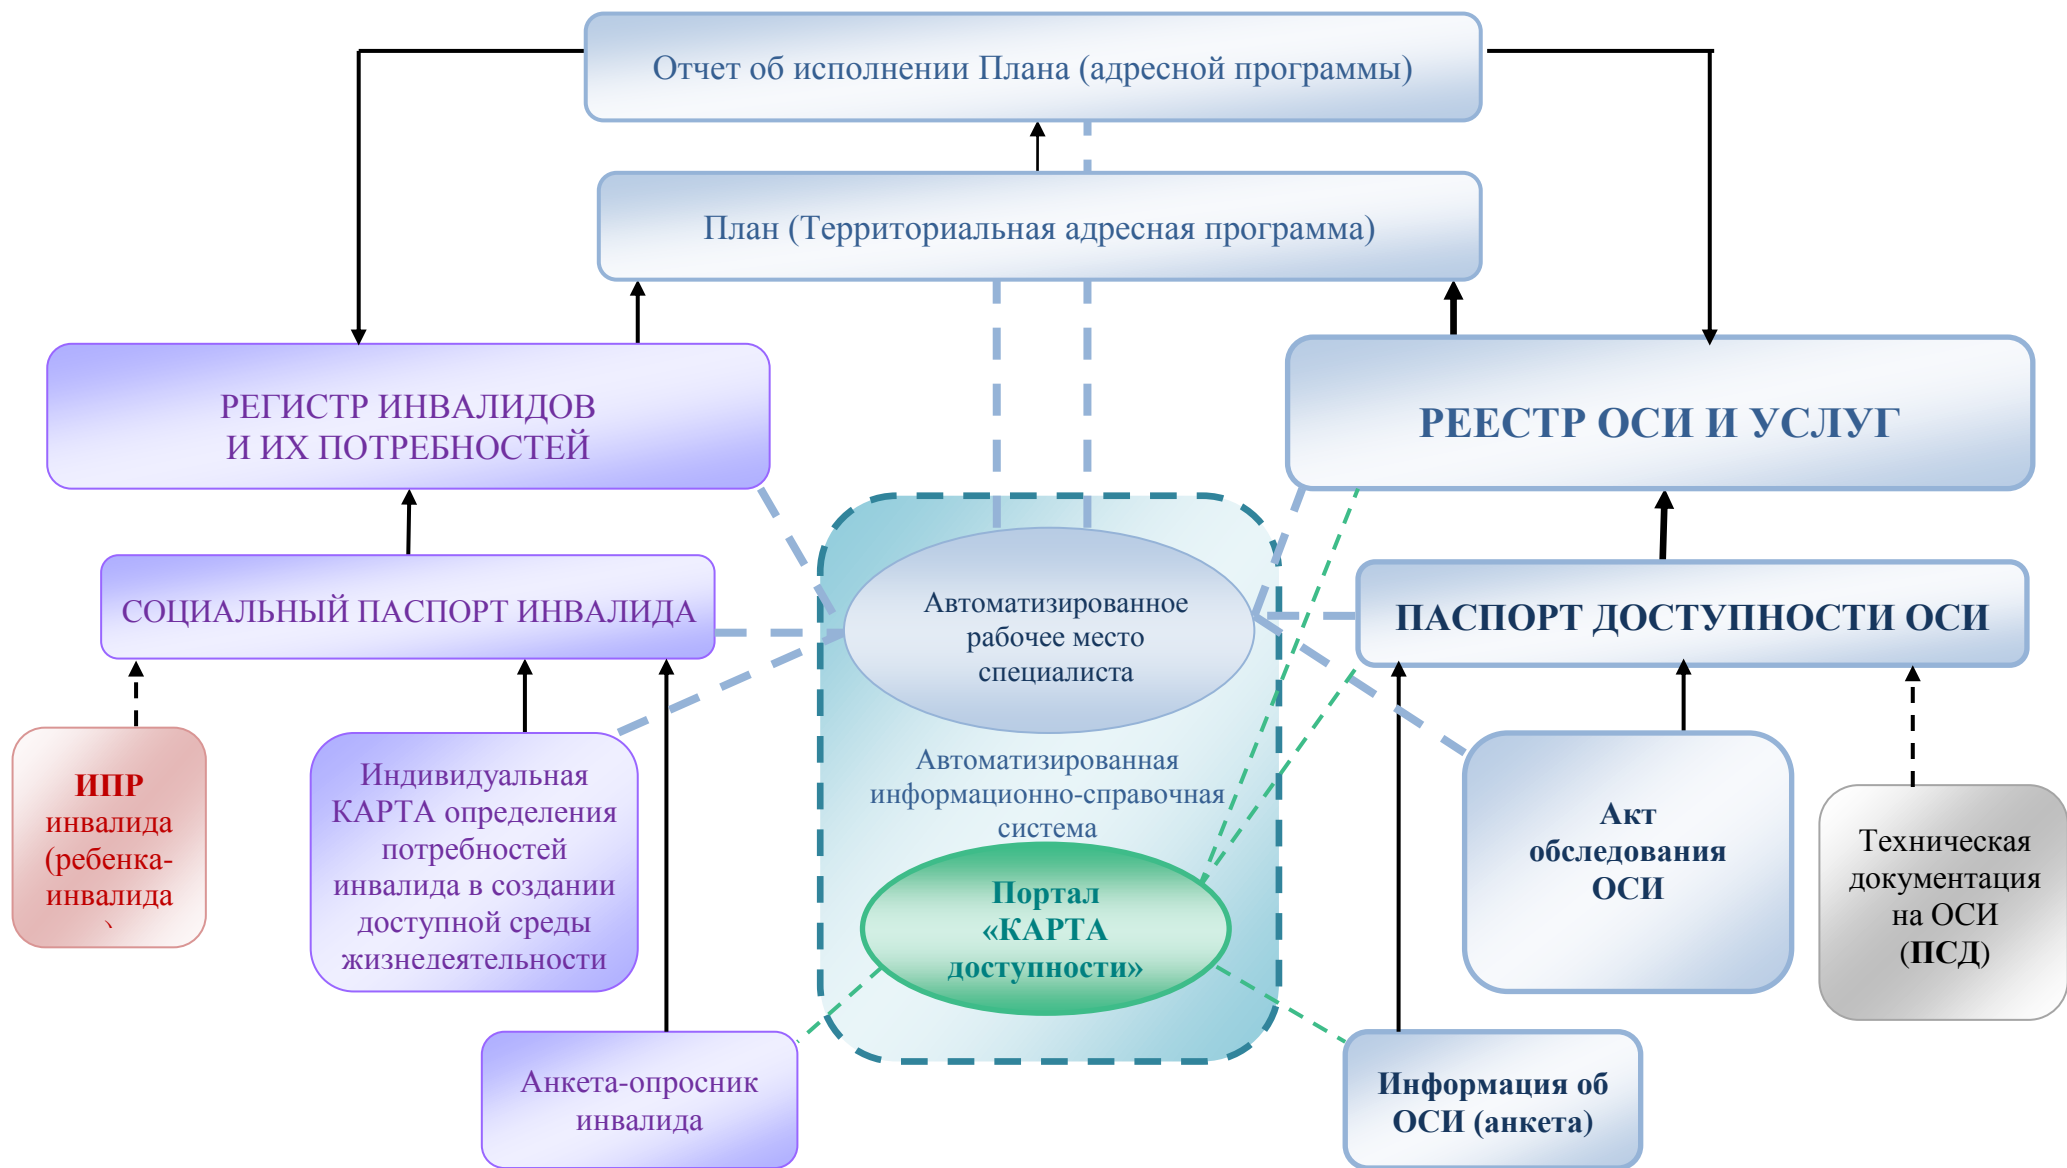 Отчет об исполнении Плана (адресной программы)
План (Территориальная адресная программа)
РЕГИСТР ИНВАЛИДОВ
И ИХ ПОТРЕБНОСТЕЙ
РЕЕСТР ОСИ И УСЛУГ
СОЦИАЛЬНЫЙ ПАСПОРТ ИНВАЛИДА
Автоматизированное
рабочее место
специалиста
ПАСПОРТ ДОСТУПНОСТИ ОСИ
ИПР
инвалида
(ребенка-
инвалида
)
Индивидуальная
КАРТА определения
потребностей
инвалида в создании
доступной среды
жизнедеятельности
Автоматизированная
информационно-справочная
система
Портал
«КАРТА
доступности»
Акт
обследования
ОСИ
Техническая
документация
на ОСИ
(ПСД)
Анкета-опросник
инвалида
Информация об
ОСИ (анкета)